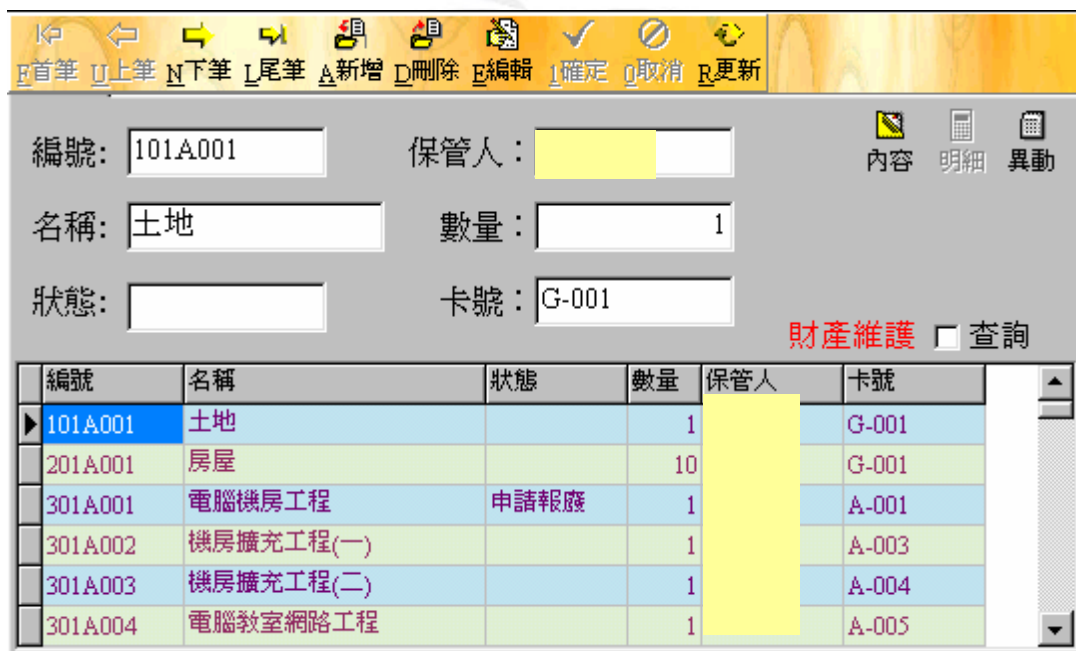 F首筆 U上筆 N下筆 L尾筆 A新增 D刪除 E編輯 1確定 0取消 R更新
編號: 101A001 保管人： 內容 明細 異動
名稱: 土地 數量： 1
狀態: 卡號： G-001
財產維護 查詢
編號 名稱 狀態 數量 保管人 卡號
101A001 土地 1 G-001
201A001 房屋 10 G-001
301A001 電腦機房工程 申請報廢 1 A-001
301A002 機房擴充工程(一) 1 A-003
301A003 機房擴充工程(二) 1 A-004
301A004 電腦教室網路工程 1 A-005